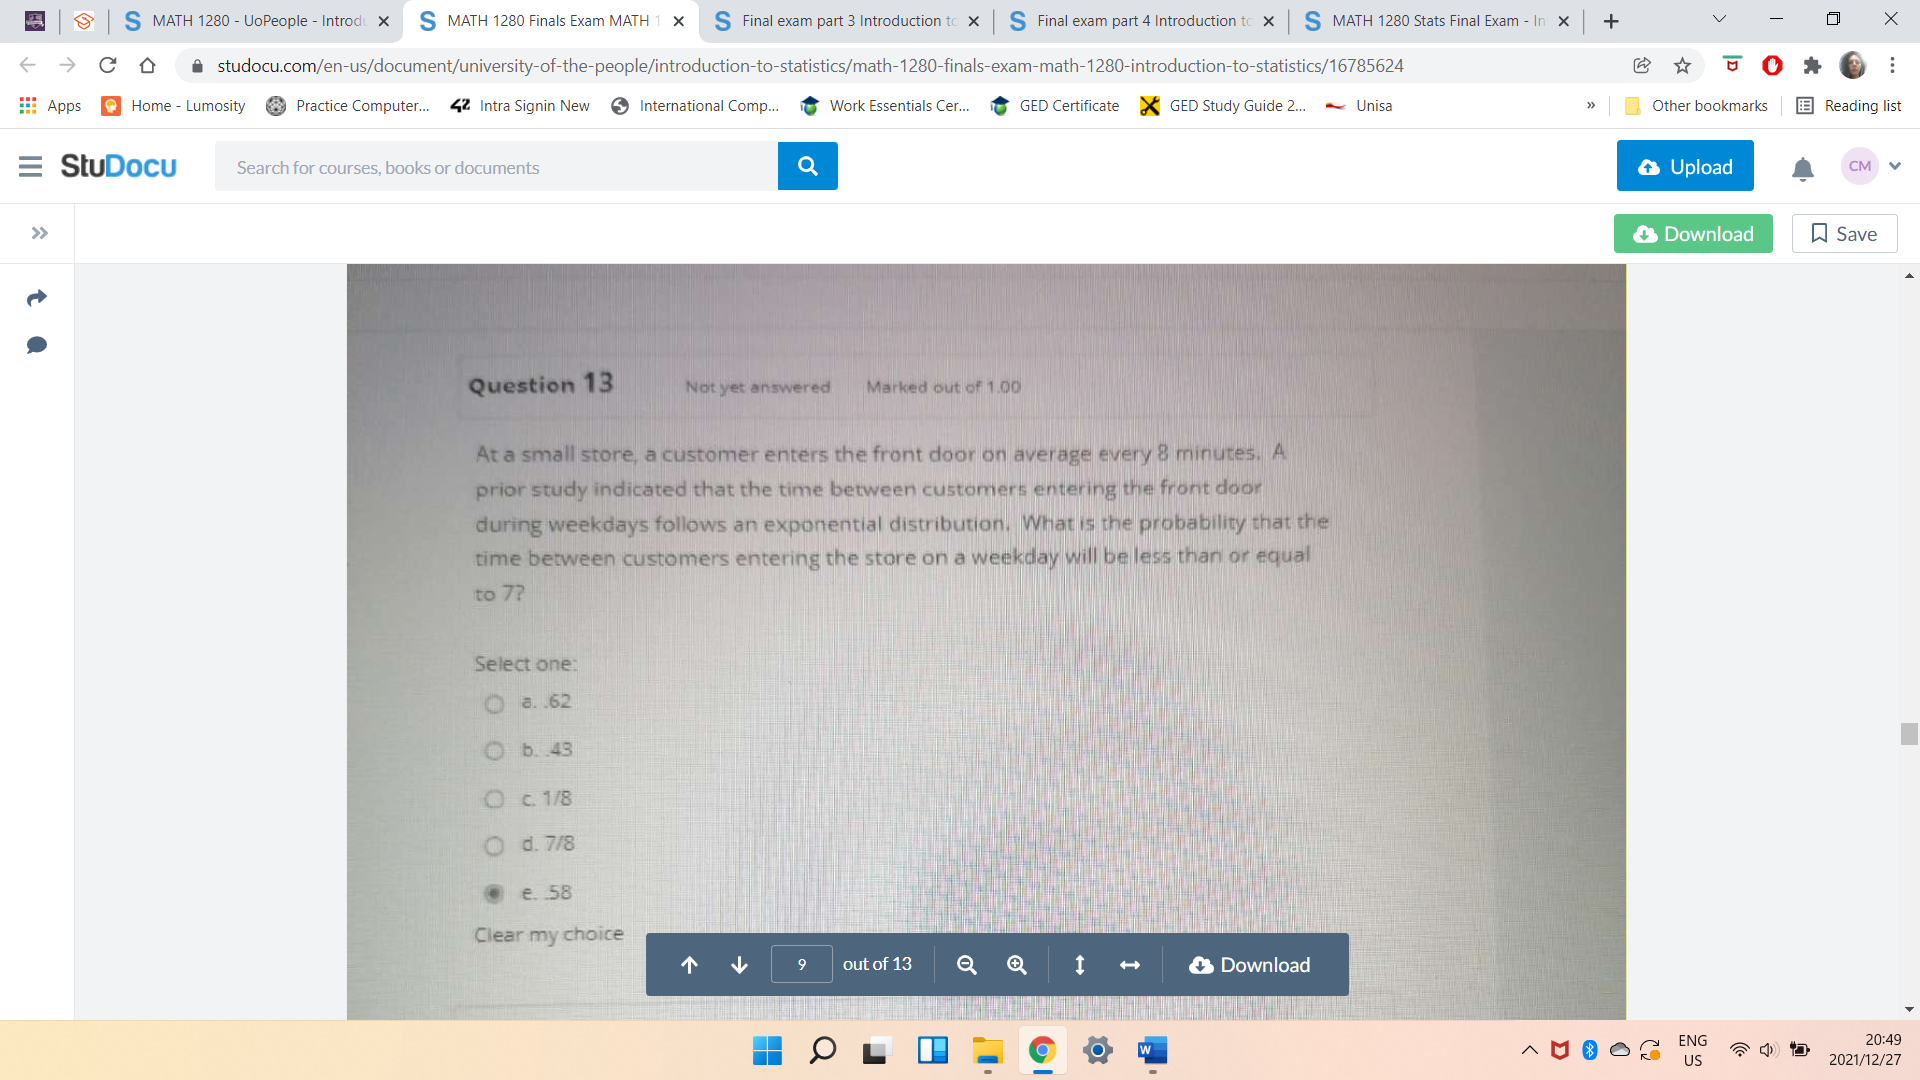 MATH 1280 - UoPeople - Introdu
MATH 1280 Finals Exam MATH 1
Final exam part 3 Introduction to
Final exam part 4 Introduction to
MATH 1280 Stats Final Exam - In
studocu.com/en-us/document/university-of-the-people/introduction-to-statistics/math-1280-finals-exam-math-1280-introduction-to-statistics/16785624
Apps
Home - Lumosity
Practice Computer...
Intra Signin New
International Comp...
Work Essentials Cer...
GED Certificate
GED Study Guide 2...
Unisa
»
Other bookmarks
Reading list
StuDocu
Search for courses, books or documents
Upload
CM
Download
Save
Question 13
Not yet answered
Marked out of 1.00
At a small store, a customer enters the front door on average every 8 minutes. A
prior study indicated that the time between customers entering the front door
during weekdays follows an exponential distribution. What is the probability that the
time between customers entering the store on a weekday will be less than or equal
to 7?
Select one:
a. .62
b. .43
c. 1/8
d. 7/8
e. .58
Clear my choice
9
out of 13
Download
ENG
US
20:49
2021/12/27